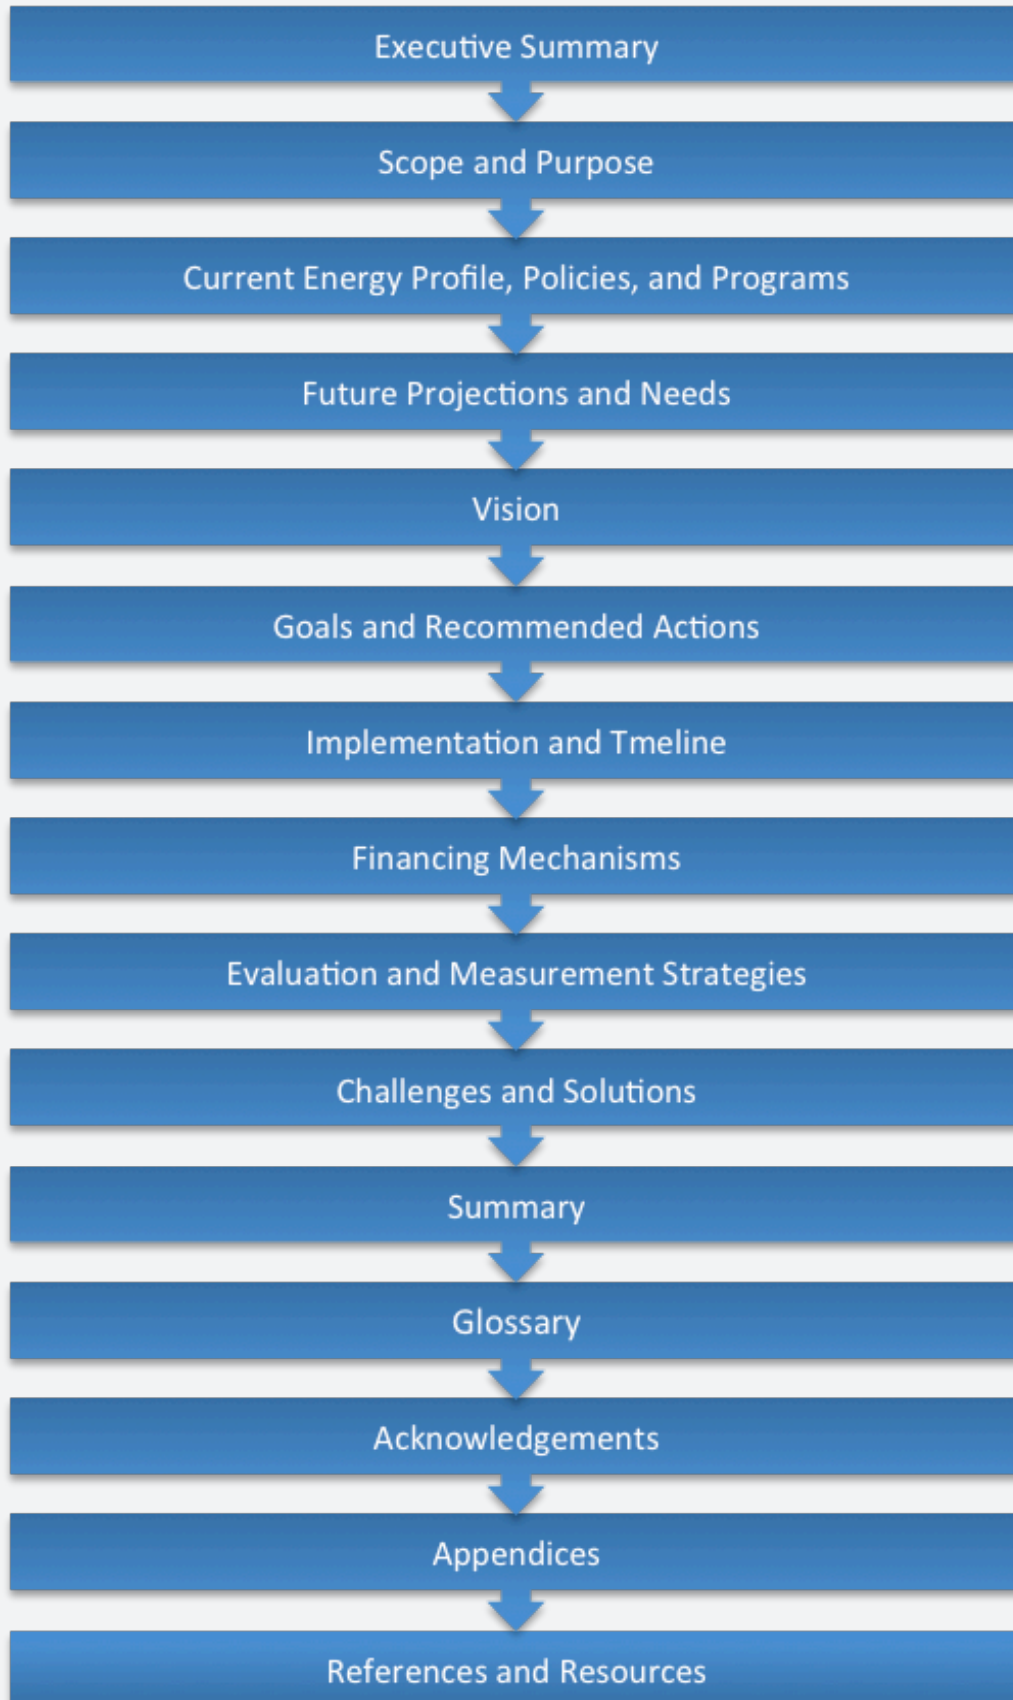 Executive Summary
Scope and Purpose
Current Energy Profile, Policies, and Programs
Future Projections and Needs
Vision
Goals and Recommended Actions
Implementation and Tmeline
Financing Mechanisms
Evaluation and Measurement Strategies
Challenges and Solutions
Summary
Glossary
Acknowledgements
Appendices
References and Resources